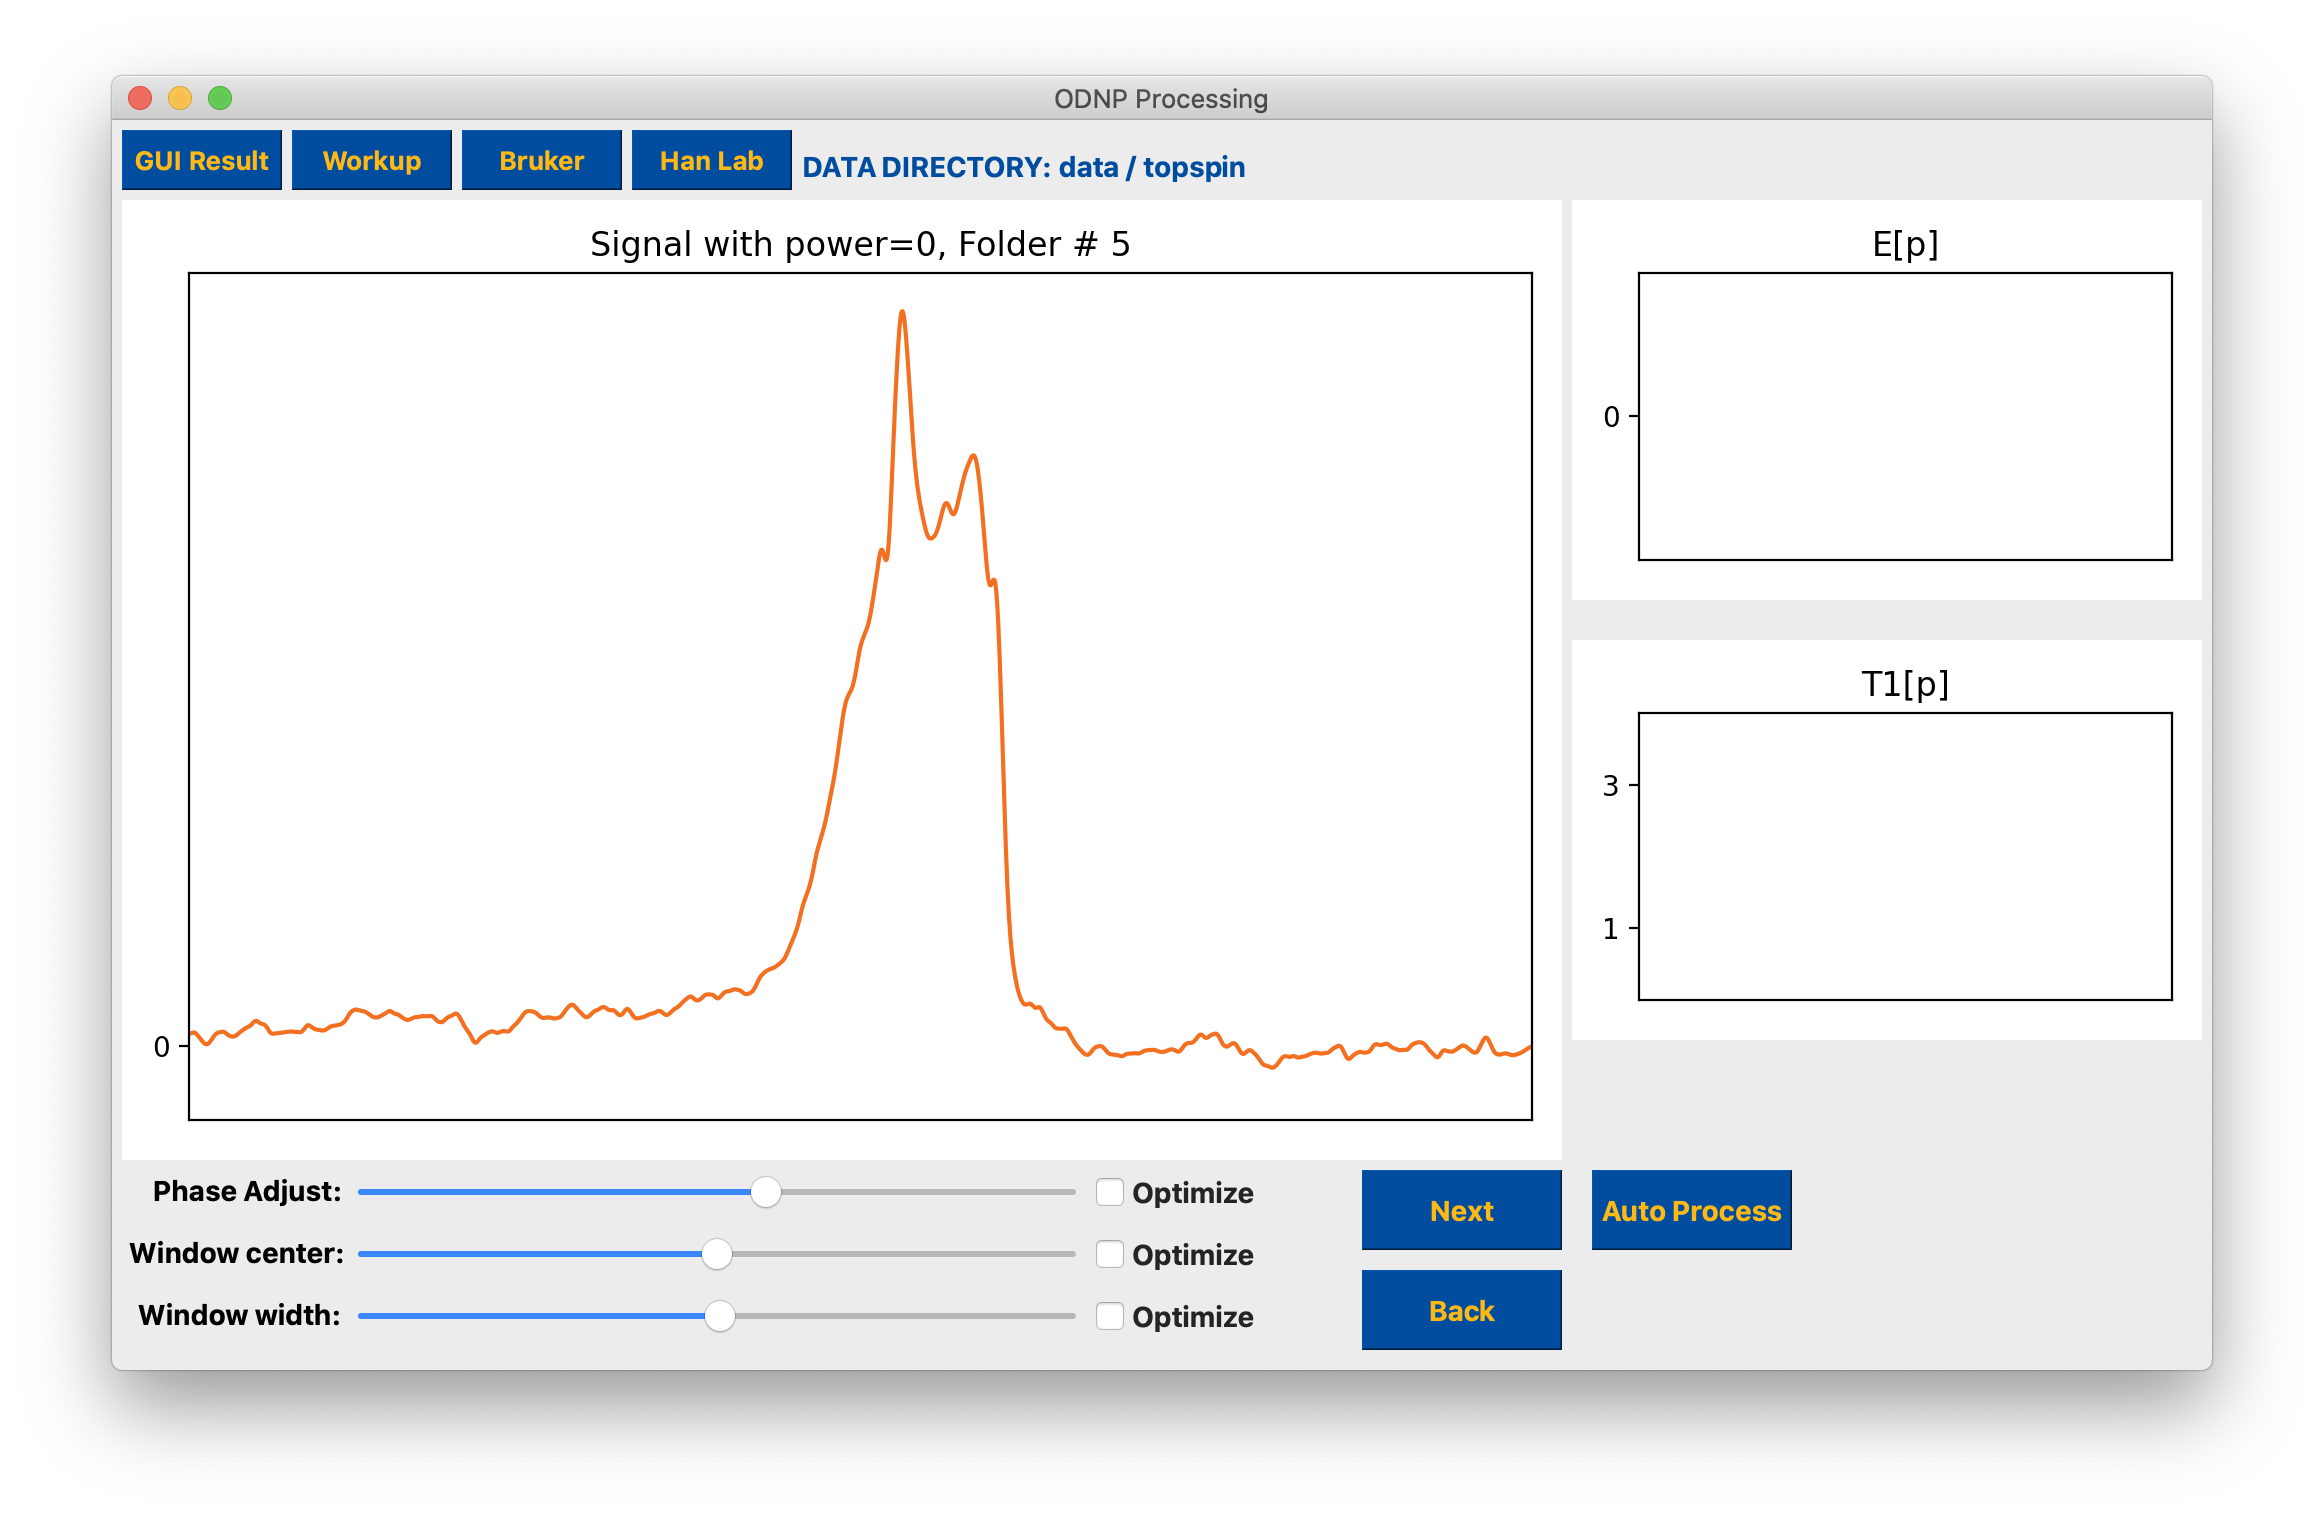 ODNP Processing
GUI Result Workup Bruker Han Lab DATA DIRECTORY: data / topspin
Signal with power=0, Folder # 5
0
E[p]
0
T1[p]
3
1
Phase Adjust: Optimize
Window center: Optimize
Window width: Optimize
Next Auto Process
Back